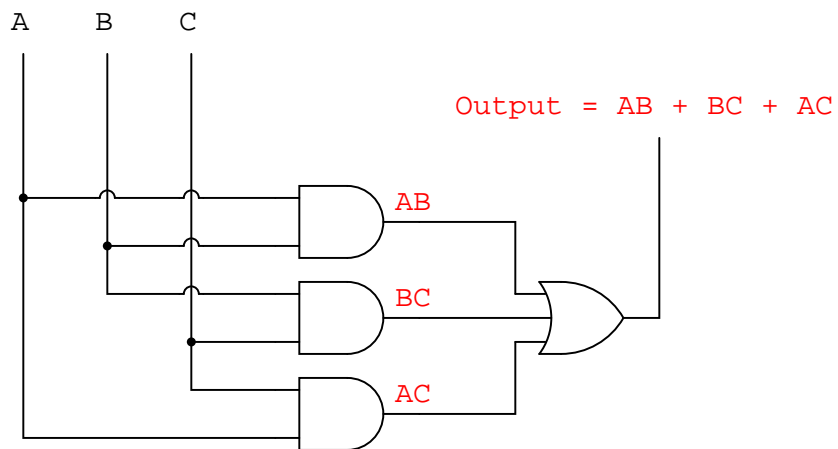 A B C
Output = AB + BC + AC
AB
BC
AC